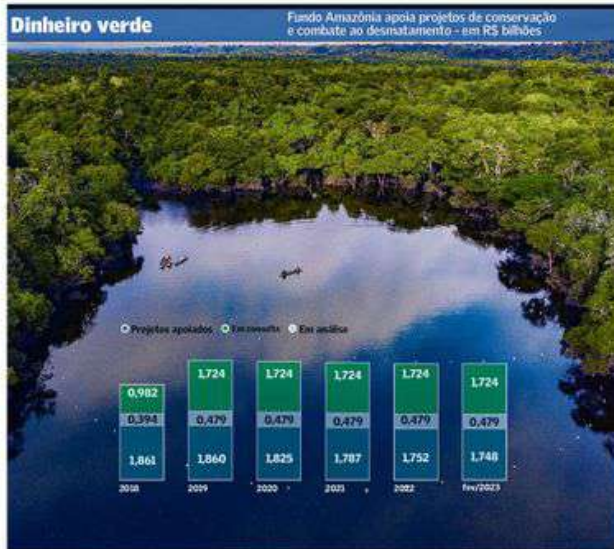 Dinheiro verde
Fundo Amazônia apoia projetos de conservação
e combate ao desmatamento - em R$ bilhões
Projetos apoiados Em consulta Em análise
0,982 1,724 1,724 1,724 1,724 1,724
0,394 0,479 0,479 0,479 0,479 0,479
1,861 1,860 1,825 1,787 1,752 1,748
2018 2019 2020 2021 2022 fev/2023